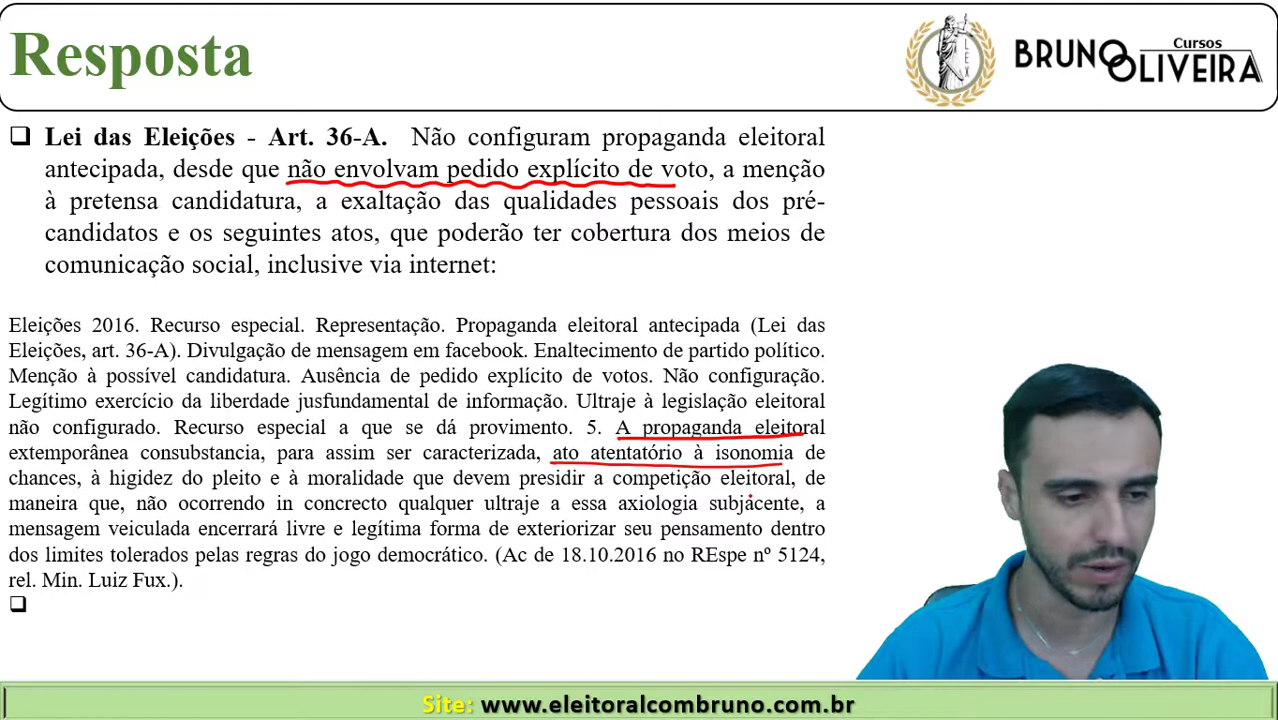 Resposta
Cursos
BRUNO OLIVEIRA
LEX
Lei das Eleições - Art. 36-A. Não configuram propaganda eleitoral
antecipada, desde que não envolvam pedido explícito de voto, a menção
à pretensa candidatura, a exaltação das qualidades pessoais dos pré-
candidatos e os seguintes atos, que poderão ter cobertura dos meios de
comunicação social, inclusive via internet:
Eleições 2016. Recurso especial. Representação. Propaganda eleitoral antecipada (Lei das
Eleições, art. 36-A). Divulgação de mensagem em facebook. Enaltecimento de partido político.
Menção à possível candidatura. Ausência de pedido explícito de votos. Não configuração.
Legítimo exercício da liberdade jusfundamental de informação. Ultraje à legislação eleitoral
não configurado. Recurso especial a que se dá provimento. 5. A propaganda eleitoral
extemporânea consubstancia, para assim ser caracterizada, ato atentatório à isonomia de
chances, à higidez do pleito e à moralidade que devem presidir a competição eleitoral, de
maneira que, não ocorrendo in concrecto qualquer ultraje a essa axiologia subjacente, a
mensagem veiculada encerrará livre e legítima forma de exteriorizar seu pensamento dentro
dos limites tolerados pelas regras do jogo democrático. (Ac de 18.10.2016 no REspe nº 5124,
rel. Min. Luiz Fux.).
Site: www.eleitoralcombruno.com.br